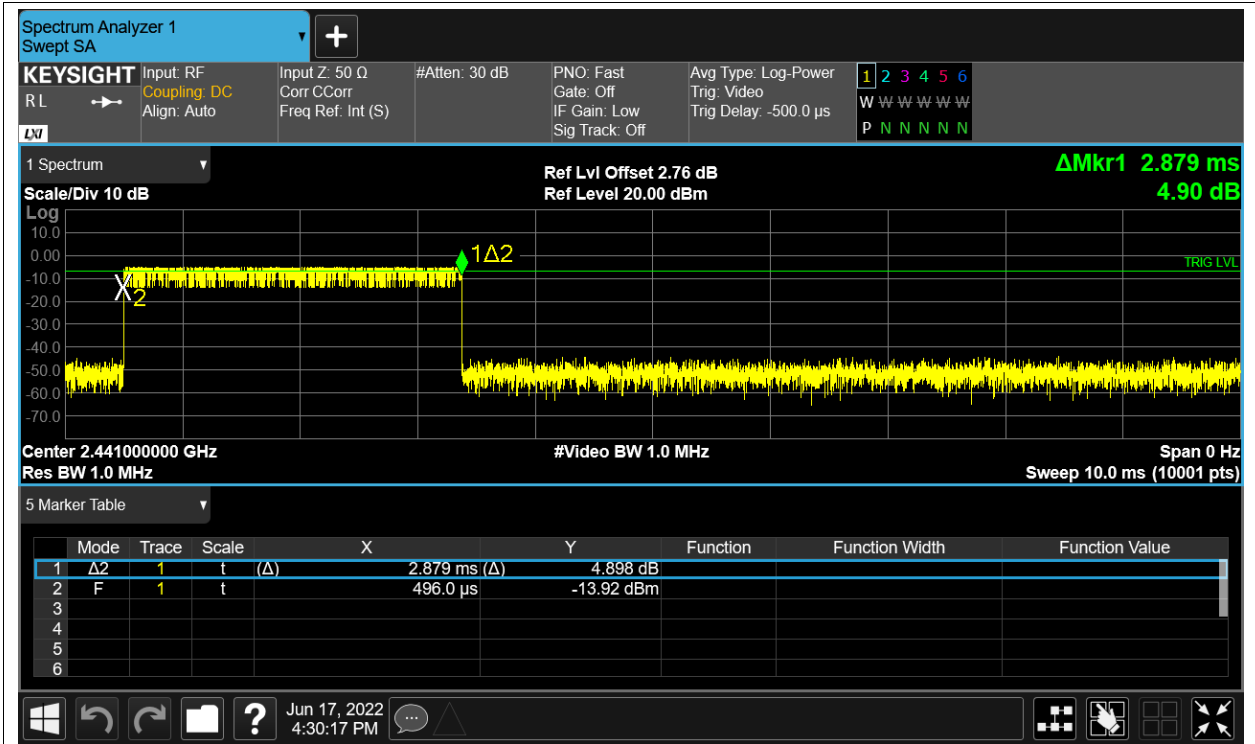 Spectrum Analyzer 1
Swept SA
+
KEYSIGHT Input: RF Input Z: 50 Ω #Atten: 30 dB PNO: Fast Avg Type: Log-Power 1 2 3 4 5 6
R L Coupling: DC Corr CCorr Gate: Off Trig: Video W W W W W W
Align: Auto Freq Ref: Int (S) IF Gain: Low Trig Delay: -500.0 µs
LXI Sig Track: Off P N N N N N
1 Spectrum Ref Lvl Offset 2.76 dB ΔMkr1 2.879 ms
Scale/Div 10 dB Ref Level 20.00 dBm 4.90 dB
Log
10.0
0.00 1Δ2
TRIG LVL
-10.0
X2
-20.0
-30.0
-40.0
-50.0
-60.0
-70.0
Center 2.441000000 GHz #Video BW 1.0 MHz Span 0 Hz
Res BW 1.0 MHz Sweep 10.0 ms (10001 pts)
5 Marker Table
Mode Trace Scale X Y Function Function Width Function Value
1 Δ2 1 t (Δ) 2.879 ms (Δ) 4.898 dB
2 F 1 t 496.0 µs -13.92 dBm
3
4
5
6
? Jun 17, 2022
4:30:17 PM